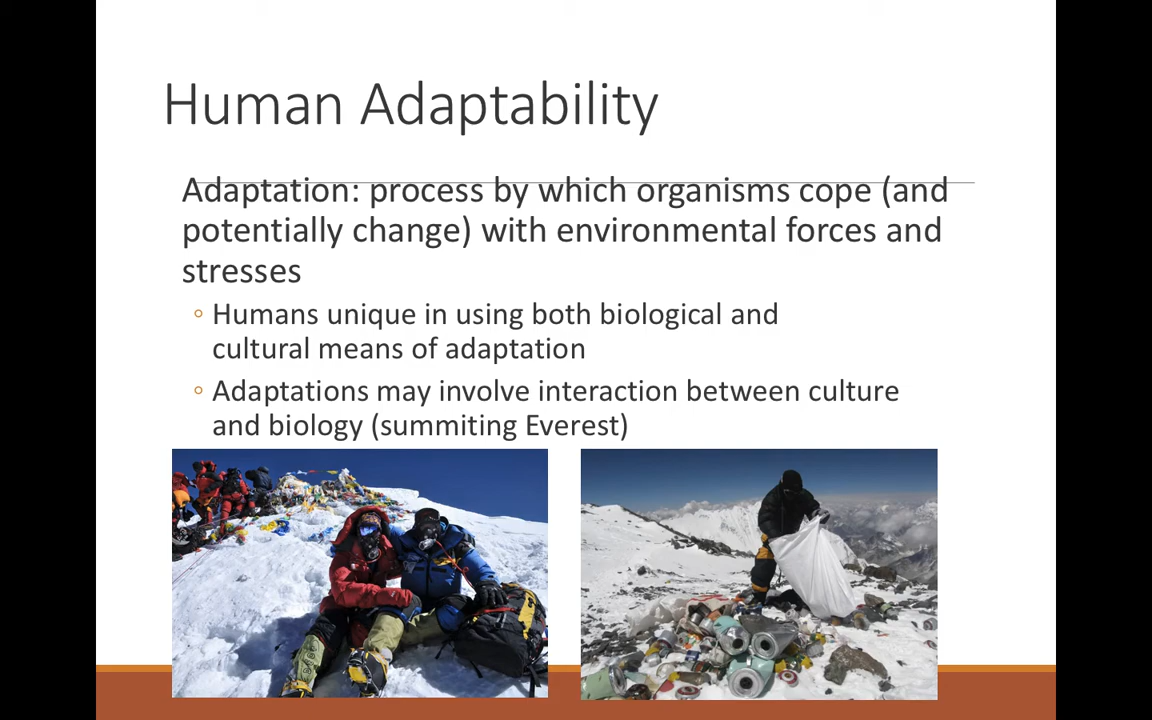 Human Adaptability
Adaptation: process by which organisms cope (and
potentially change) with environmental forces and
stresses
◦ Humans unique in using both biological and
cultural means of adaptation
◦ Adaptations may involve interaction between culture
and biology (summiting Everest)